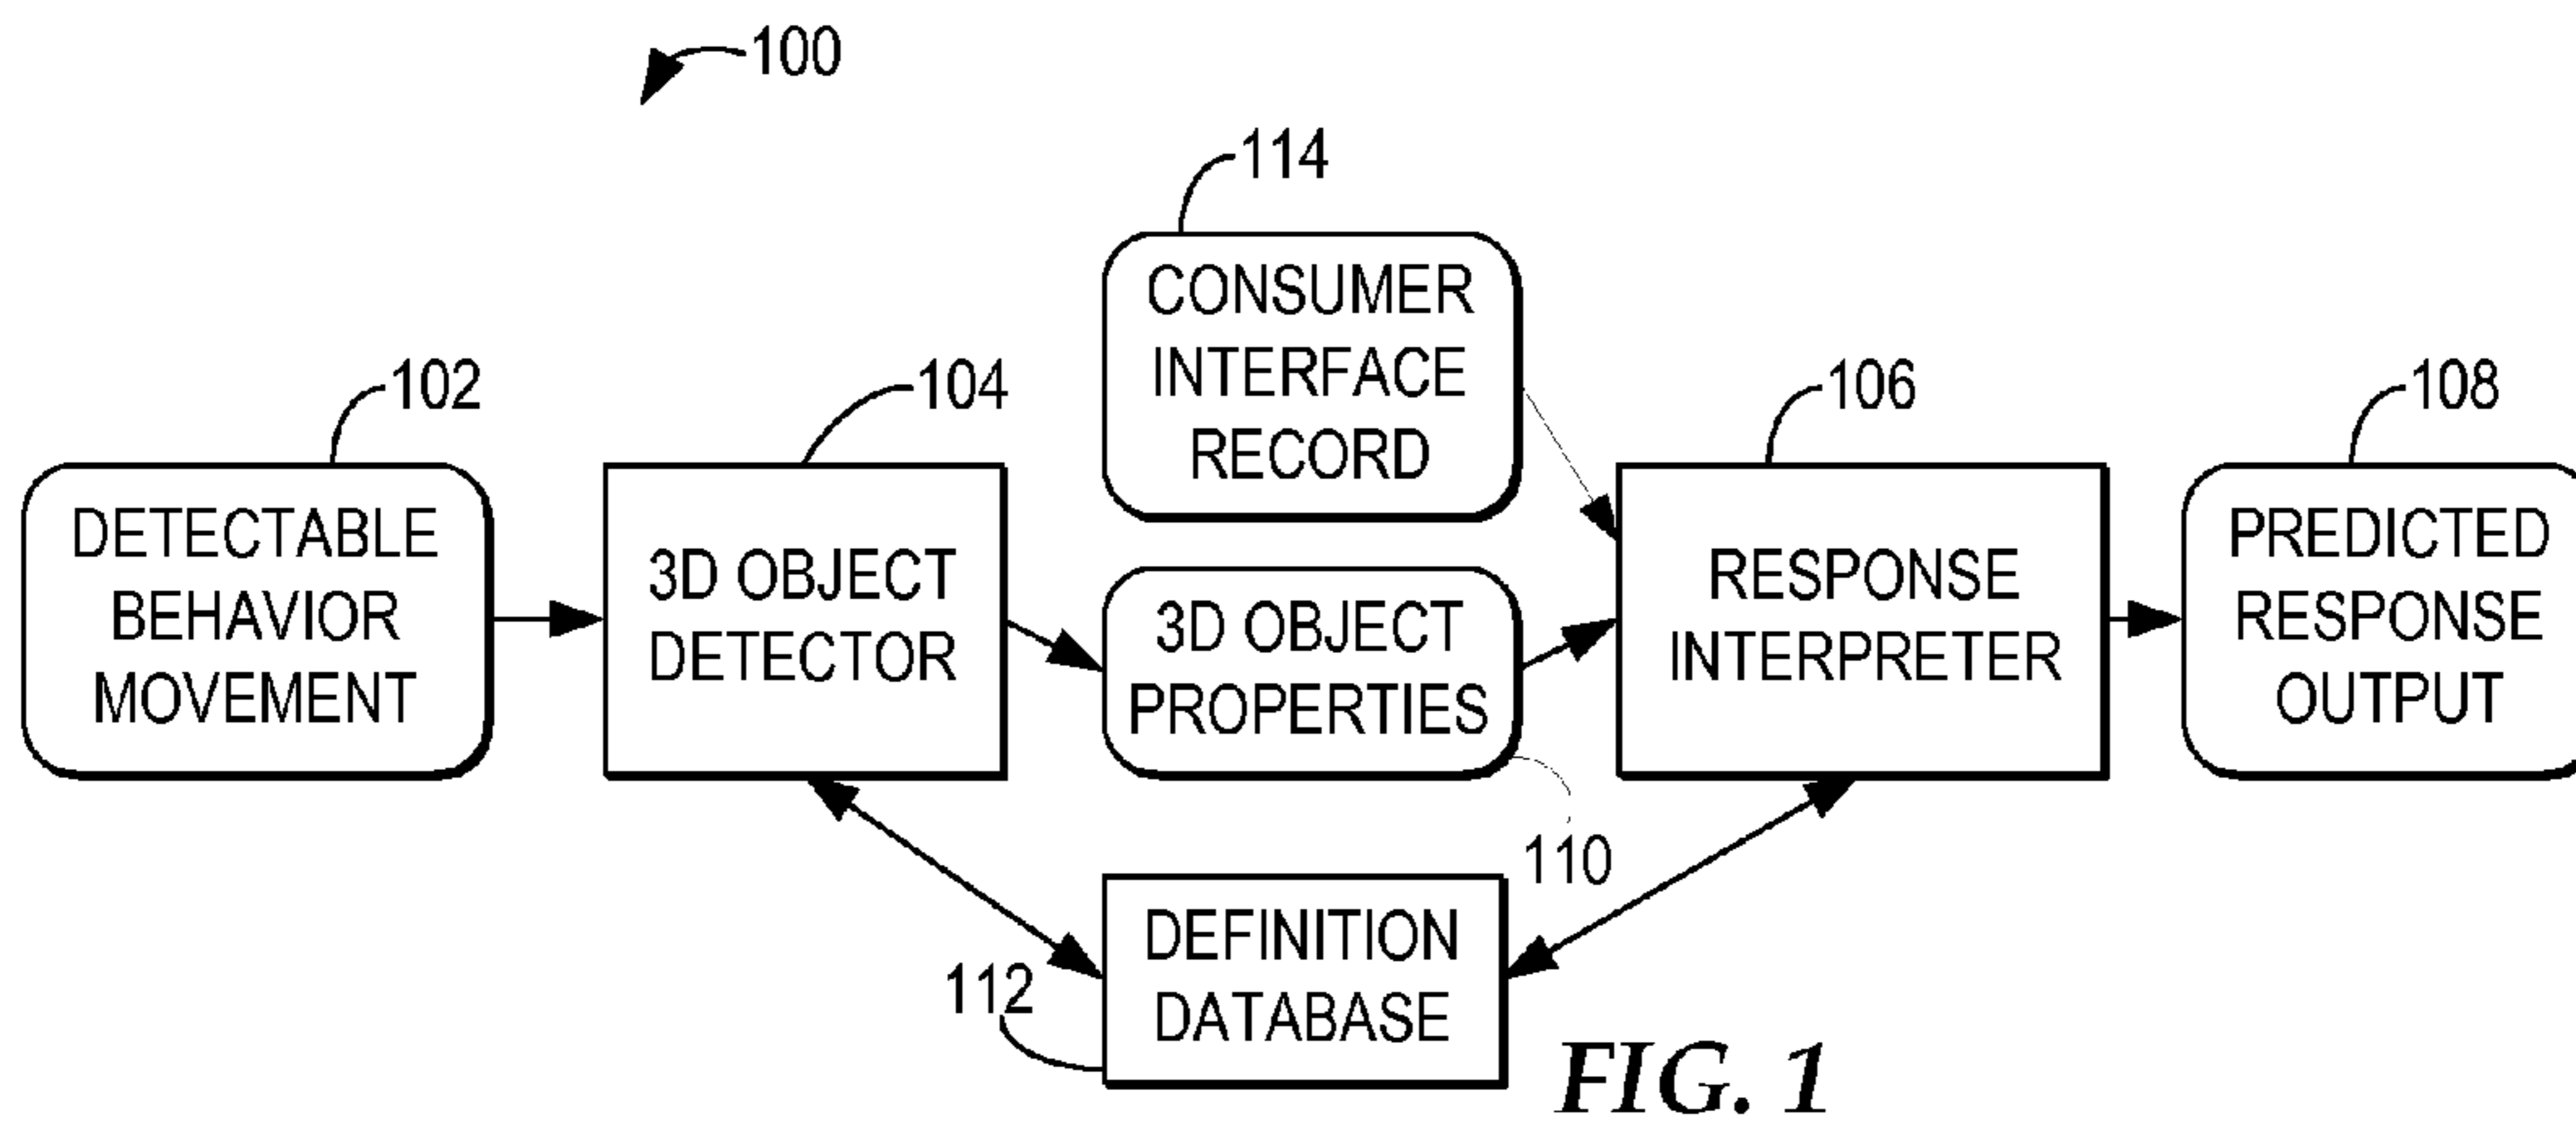 100
114
CONSUMER
INTERFACE
RECORD
102
DETECTABLE
BEHAVIOR
MOVEMENT
104
3D OBJECT
DETECTOR
3D OBJECT
PROPERTIES
110
106
RESPONSE
INTERPRETER
108
PREDICTED
RESPONSE
OUTPUT
112
DEFINITION
DATABASE
FIG. 1